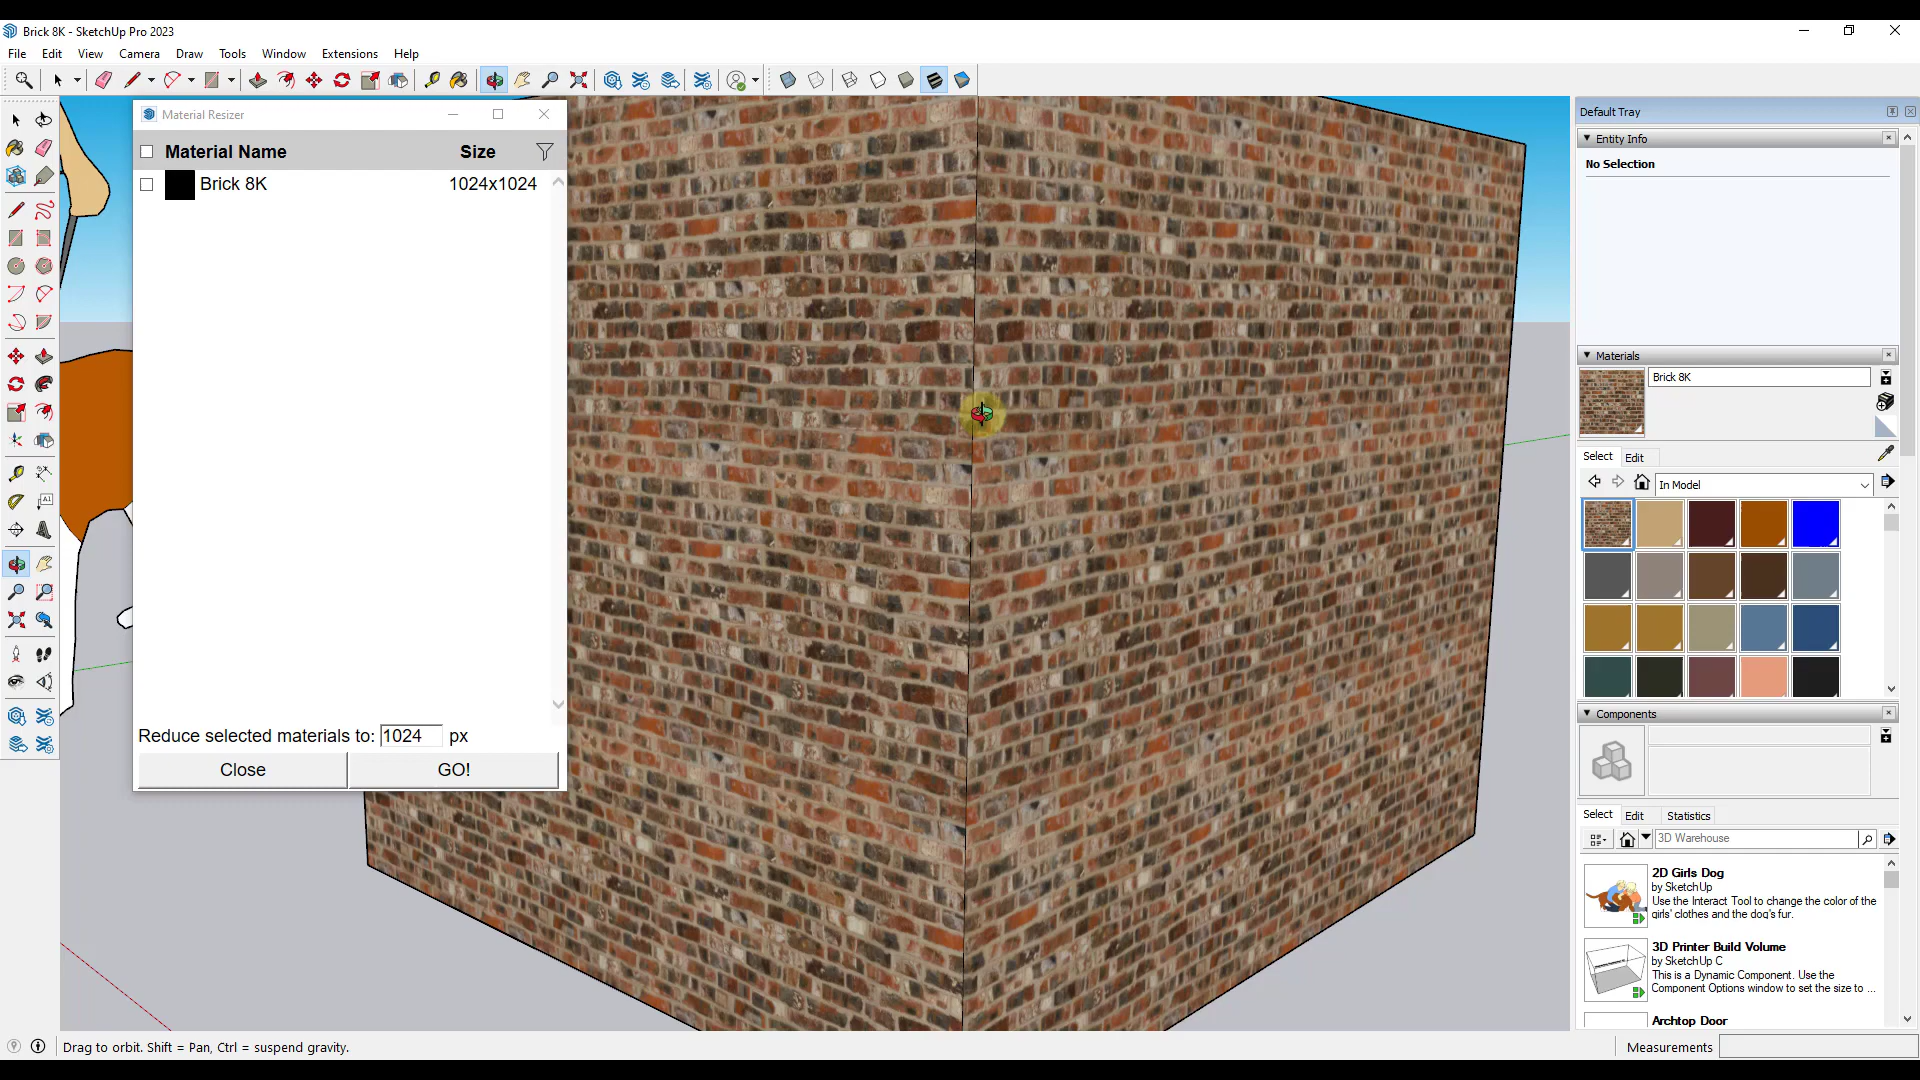 Brick 8K - SketchUp Pro 2023
File Edit View Camera Draw Tools Window Extensions Help
Material Resizer
Material Name Size
Brick 8K 1024x1024
Reduce selected materials to: 1024 px
Close GO!
Default Tray
Entity Info
No Selection
Materials
Brick 8K
Select Edit
In Model
Components
Select Edit Statistics
3D Warehouse
2D Girls Dog
by SketchUp
Use the Interact Tool to change the color of the
girls' clothes and the dog's fur.
3D Printer Build Volume
by SketchUp C
This is a Dynamic Component. Use the
Component Options window to set the size to ...
Archtop Door
Drag to orbit. Shift = Pan, Ctrl = suspend gravity.
Measurements